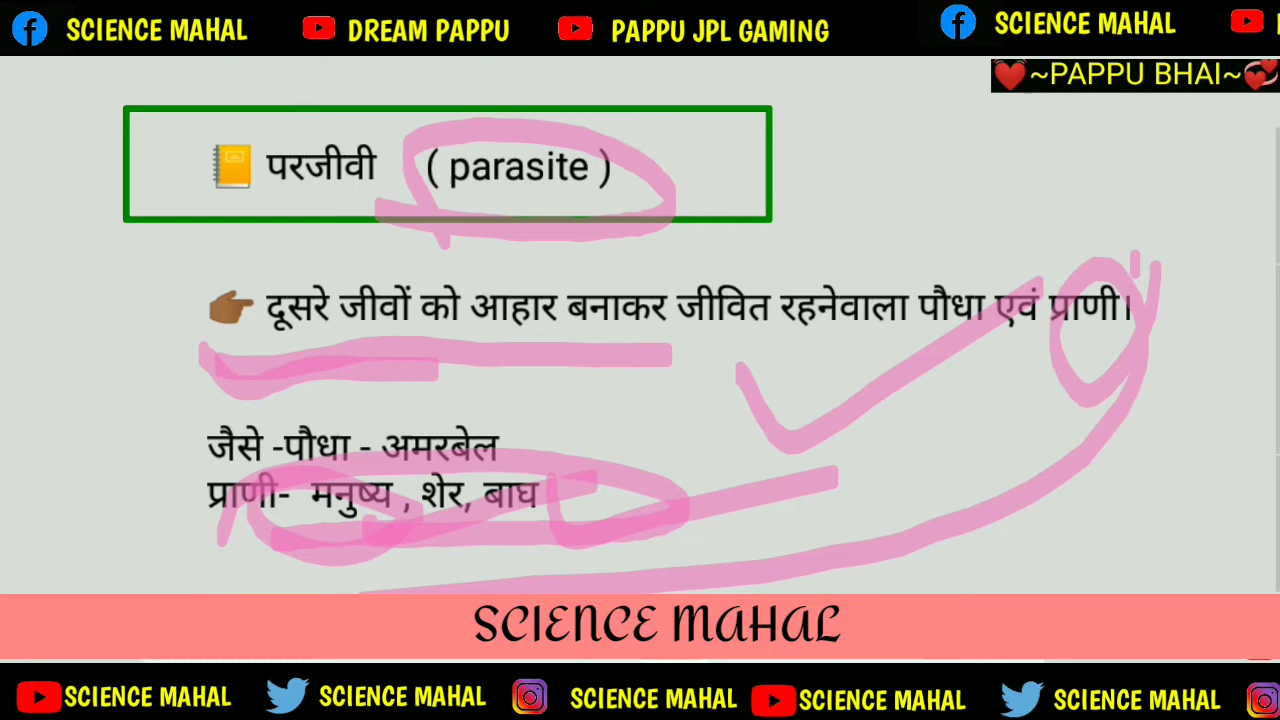 SCIENCE MAHAL DREAM PAPPU PAPPU JPL GAMING SCIENCE MAHAL
~PAPPU BHAI~
परजीवी ( parasite )
दूसरे जीवों को आहार बनाकर जीवित रहनेवाला पौधा एवं प्राणी।
जैसे -पौधा - अमरबेल
प्राणी- मनुष्य , शेर, बाघ
SCIENCE MAHAL
SCIENCE MAHAL SCIENCE MAHAL SCIENCE MAHAL SCIENCE MAHAL SCIENCE MAHAL